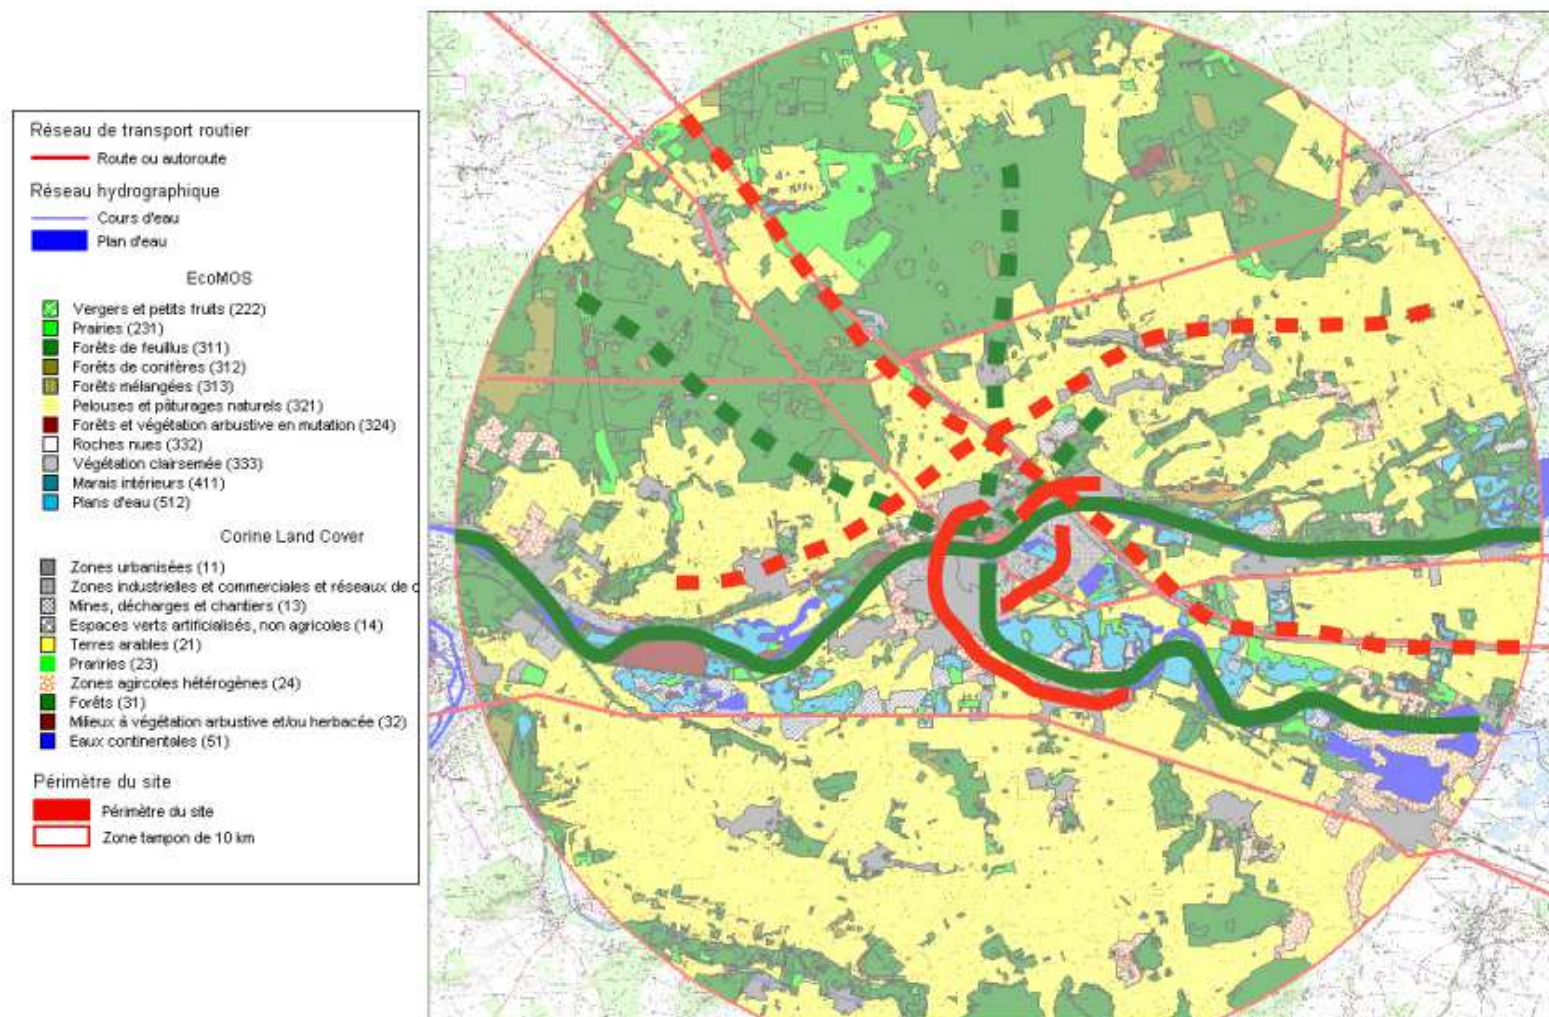 Réseau de transport routier
Route ou autoroute
Réseau hydrographique
Cours d'eau
Plan d'eau
EcoMOS
Vergers et petits fruits (222)
Prairies (231)
Forêts de feuillus (311)
Forêts de conifères (312)
Forêts mélangées (313)
Pelouses et pâturages naturels (321)
Forêts et végétation arbustive en mutation (324)
Roches nues (332)
Végétation clairsemée (333)
Marais intérieurs (411)
Plans d'eau (512)
Corine Land Cover
Zones urbanisées (11)
Zones industrielles et commerciales et réseaux de c
Mines, décharges et chantiers (13)
Espaces verts artificialisés, non agricoles (14)
Terres arables (21)
Prariries (23)
Zones agricoles hétérogènes (24)
Forêts (31)
Milieux à végétation arbustive et/ou herbacée (32)
Eaux continentales (51)
Périmètre du site
Périmètre du site
Zone tampon de 10 km